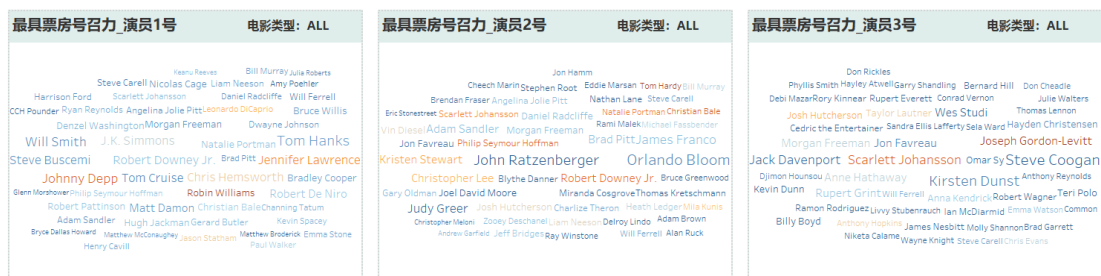 最具票房号召力_演员1号 电影类型: ALL
Keanu Reeves Bill Murray Julia Roberts
Steve Carell Nicolas Cage Liam Neeson Amy Poehler
Harrison Ford Scarlett Johansson Daniel Radcliffe Will Ferrell
CCH Pounder Ryan Reynolds Angelina Jolie Pitt Leonardo DiCaprio Bruce Willis
Denzel Washington Morgan Freeman Dwayne Johnson
Will Smith J.K. Simmons Natalie Portman Tom Hanks
Steve Buscemi Robert Downey Jr. Brad Pitt Jennifer Lawrence
Johnny Depp Tom Cruise Chris Hemsworth Bradley Cooper
Glenn Morshower Philip Seymour Hoffman Robin Williams Robert De Niro
Robert Pattinson Matt Damon Christian Bale Channing Tatum
Adam Sandler Hugh Jackman Gerard Butler Kevin Spacey
Bryce Dallas Howard Matthew McConaughey Jason Statham Matthew Broderick Emma Stone
Henry Cavill Paul Walker
最具票房号召力_演员2号 电影类型: ALL
Jon Hamm
Cheech Marin Stephen Root Eddie Marsan Tom Hardy Bill Murray
Brendan Fraser Angelina Jolie Pitt Nathan Lane Steve Carell
Eric Stonestreet Scarlett Johansson Daniel Radcliffe Natalie Portman Christian Bale
Vin Diesel Adam Sandler Morgan Freeman Rami Malek Michael Fassbender
Jon Favreau Philip Seymour Hoffman Brad Pitt James Franco
Kristen Stewart John Ratzenberger Orlando Bloom
Christopher Lee Blythe Danner Robert Downey Jr. Bruce Greenwood
Gary Oldman Joel David Moore Miranda Cosgrove Thomas Kretschmann
Judy Greer Josh Hutcherson Charlize Theron Heath Ledger Mila Kunis
Christopher Meloni Zooey Deschanel Liam Neeson Delroy Lindo Adam Brown
Andrew Garfield Jeff Bridges Ray Winstone Will Ferrell Alan Ruck
最具票房号召力_演员3号 电影类型: ALL
Don Rickles
Phyllis Smith Hayley Atwell Garry Shandling Bernard Hill Don Cheadle
Debi Mazar Rory Kinnear Rupert Everett Conrad Vernon Julie Walters
Josh Hutcherson Taylor Lautner Wes Studi Thomas Lennon
Cedric the Entertainer Sandra Ellis Lafferty Sela Ward Hayden Christensen
Morgan Freeman Jon Favreau Joseph Gordon-Levitt
Jack Davenport Scarlett Johansson Omar Sy Steve Coogan
Djimon Hounsou Anne Hathaway Kirsten Dunst Anthony Reynolds
Kevin Dunn Rupert Grint Will Ferrell Anna Kendrick Robert Wagner Teri Polo
Ramon Rodriguez Livvy Stubenrauch Ian McDiarmid Emma Watson Common
Billy Boyd Anthony Hopkins James Nesbitt Molly Shannon Brad Garrett
Niketa Calame Wayne Knight Steve Carell Chris Evans